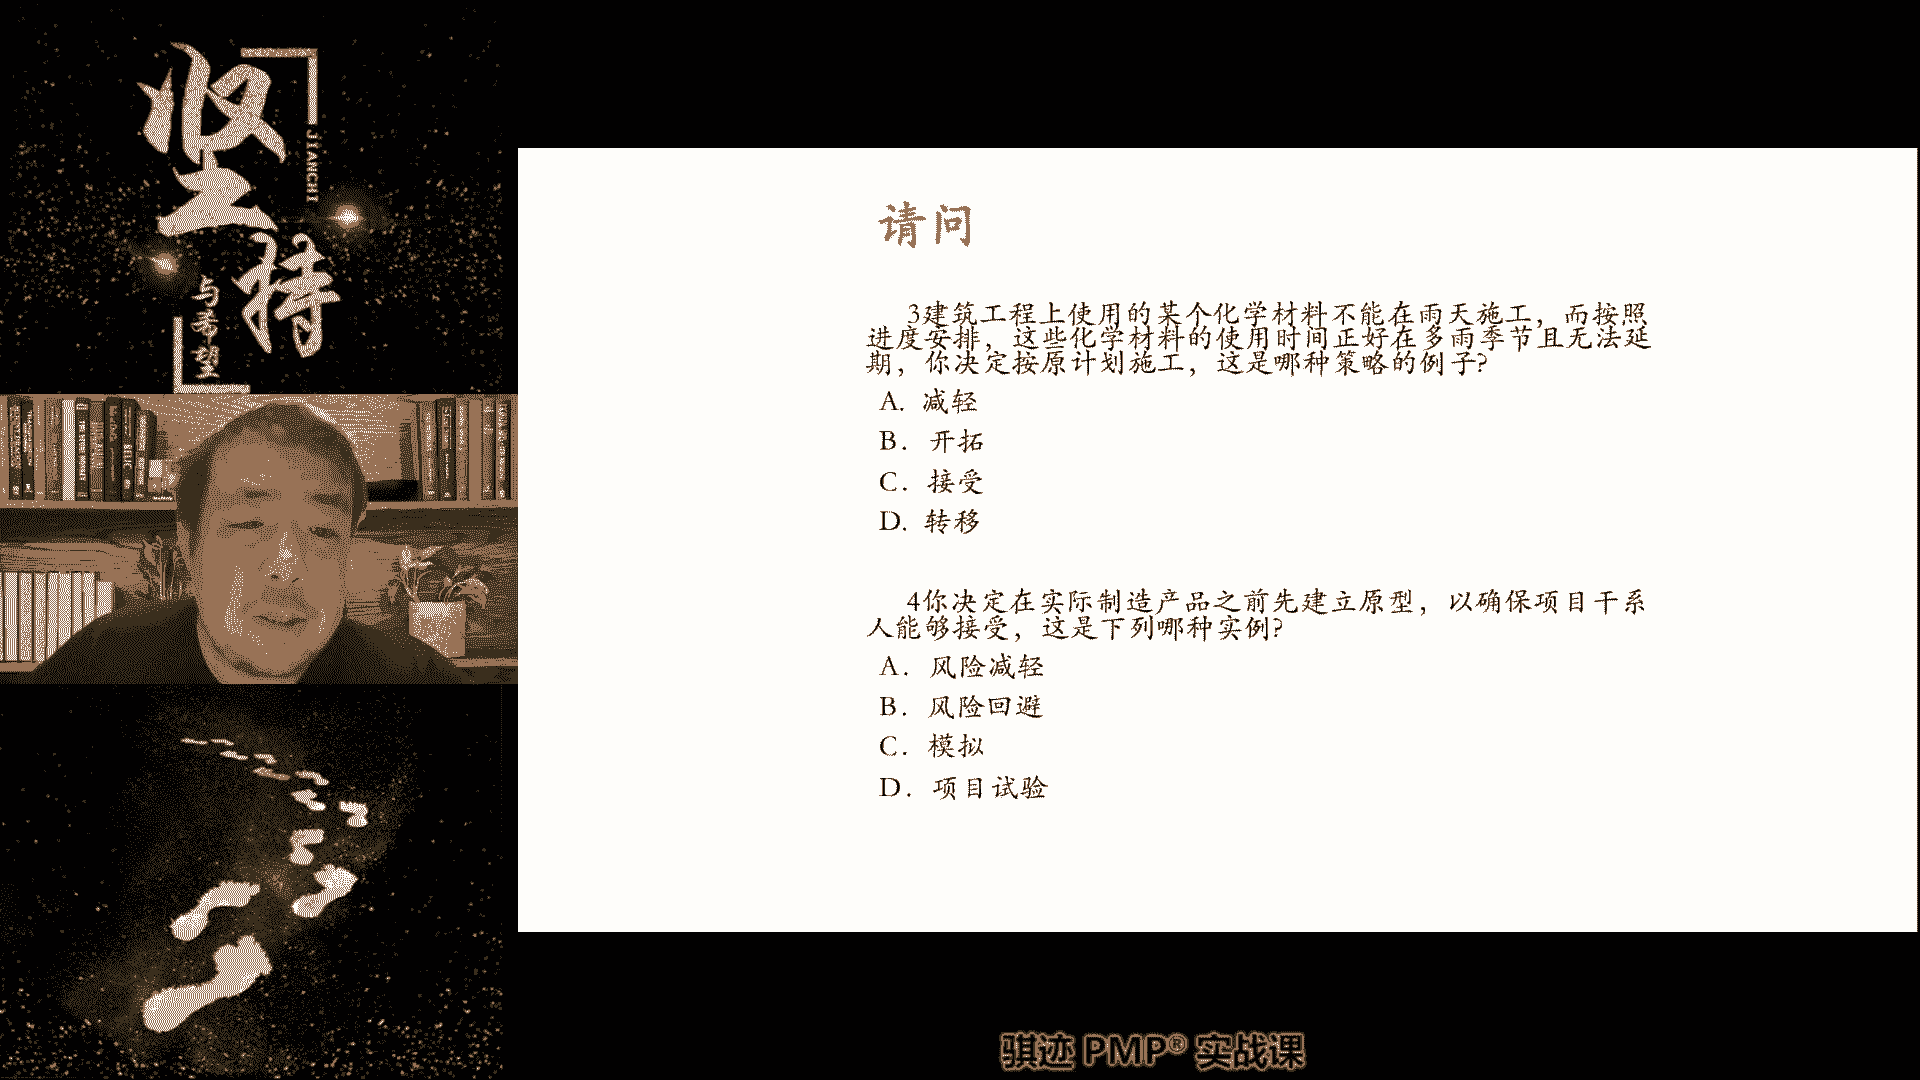 坚
持
JIANCHI
与希望
请问
3建筑工程上使用的某个化学材料不能在雨天施工，而按照
进度安排，这些化学材料的使用时间正好在多雨季节且无法延
期，你决定按原计划施工，这是哪种策略的例子?
A. 减轻
B. 开拓
C. 接受
D. 转移
4你决定在实际制造产品之前先建立原型，以确保项目干系
人能够接受，这是下列哪种实例?
A. 风险减轻
B. 风险回避
C. 模拟
D. 项目试验
骐迹 PMP® 实战课